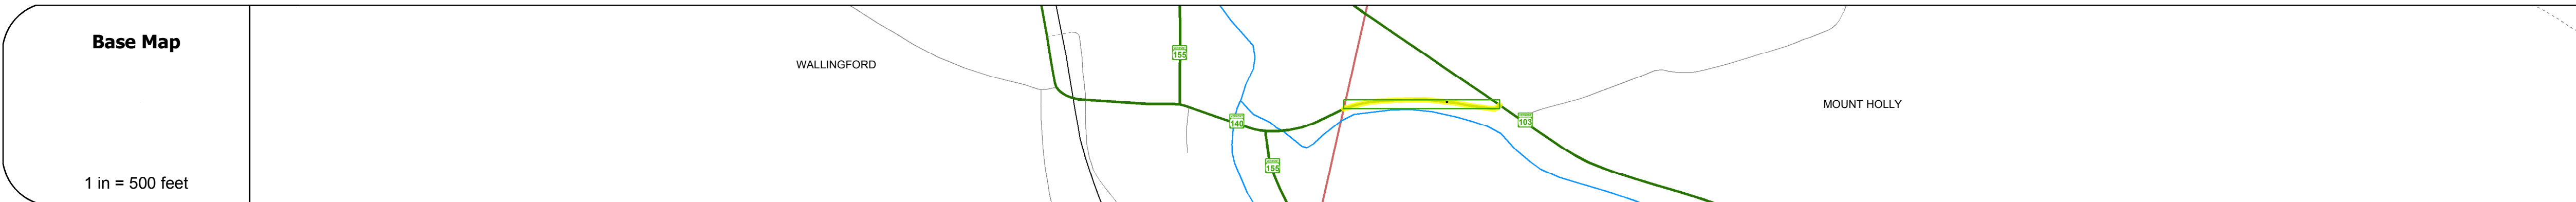 Base Map
1 in = 500 feet
WALLINGFORD
155
140
155
103
MOUNT HOLLY